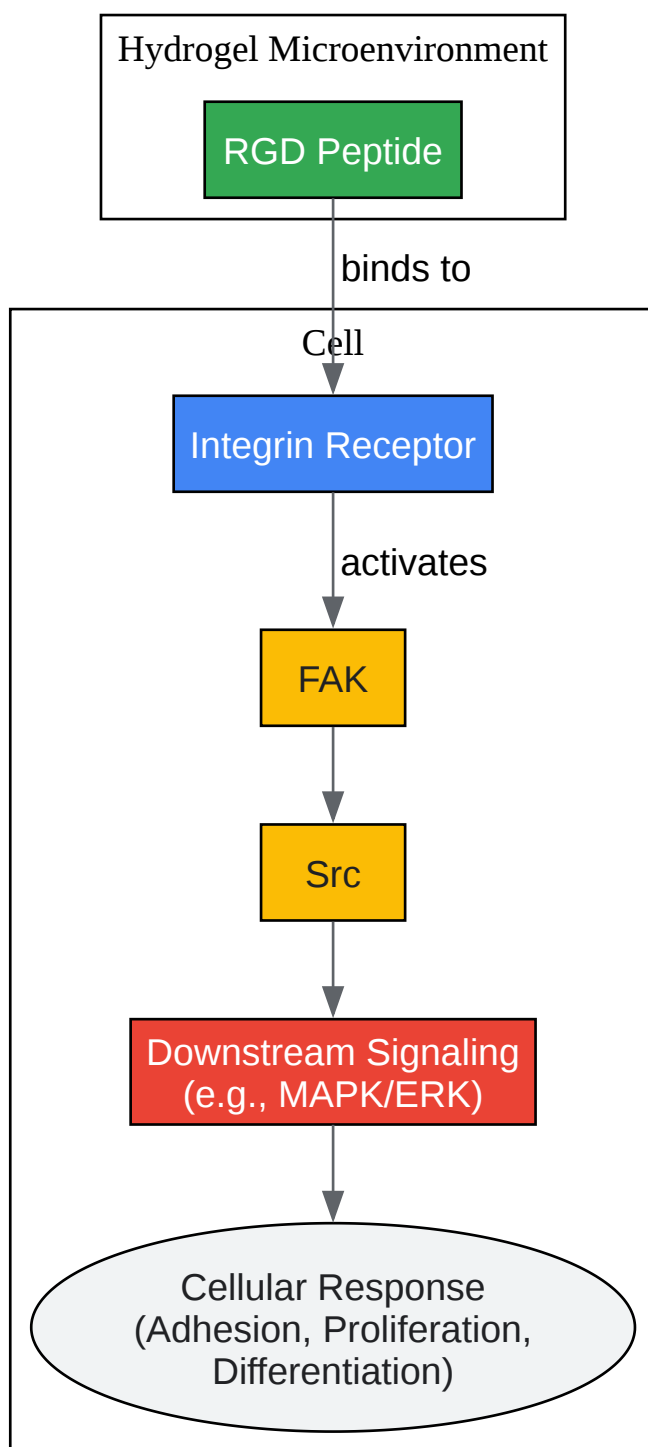 Hydrogel Microenvironment
RGD Peptide
binds to
Cell
Integrin Receptor
activates
FAK
Src
Downstream Signaling
(e.g., MAPK/ERK)
Cellular Response
(Adhesion, Proliferation,
Differentiation)